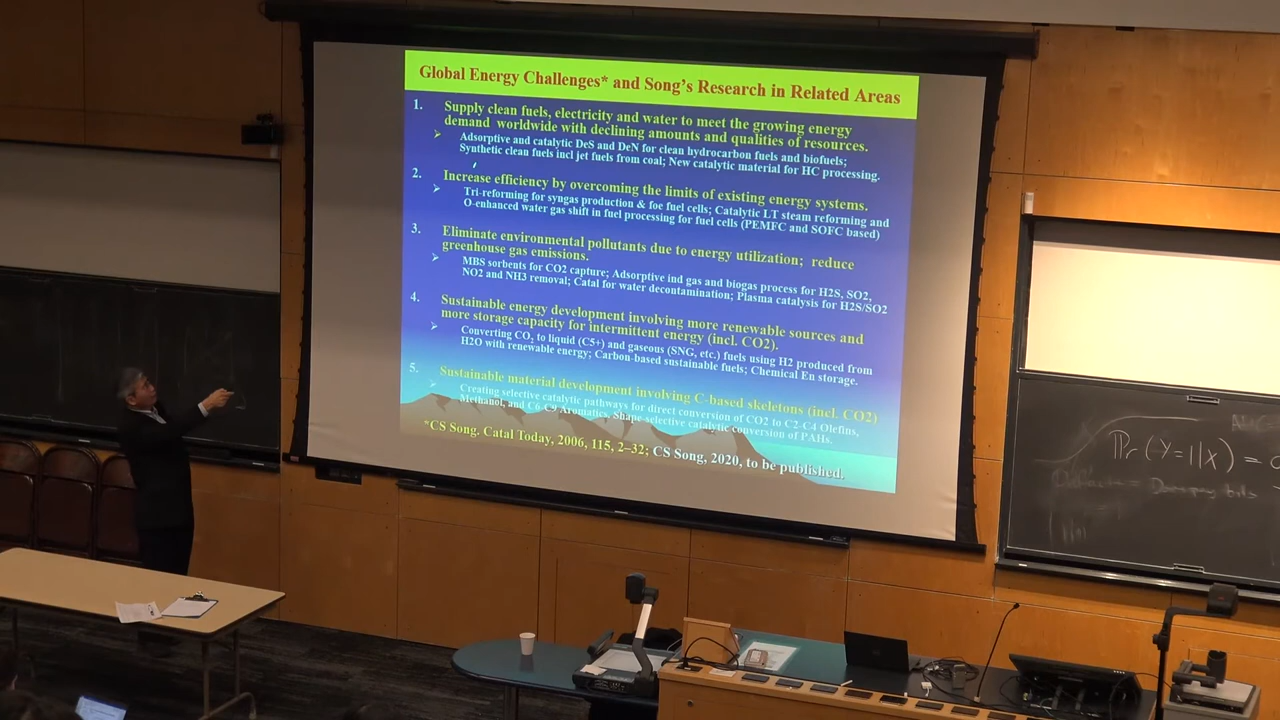 Global Energy Challenges* and Song's Research in Related Areas
1. Supply clean fuels, electricity and water to meet the growing energy
demand worldwide with declining amounts and qualities of resources.
➢ Adsorptive and catalytic DeS and DeN for clean hydrocarbon fuels and biofuels;
Synthetic clean fuels incl jet fuels from coal; New catalytic material for HC processing.
2. Increase efficiency by overcoming the limits of existing energy systems.
➢ Tri-reforming for syngas production & foe fuel cells; Catalytic LT steam reforming and
O-enhanced water gas shift in fuel processing for fuel cells (PEMFC and SOFC based)
3. Eliminate environmental pollutants due to energy utilization; reduce
greenhouse gas emissions.
➢ MBS sorbents for CO2 capture; Adsorptive ind gas and biogas process for H2S, SO2,
NO2 and NH3 removal; Catal for water decontamination; Plasma catalysis for H2S/SO2
4. Sustainable energy development involving more renewable sources and
more storage capacity for intermittent energy (incl. CO2).
➢ Converting CO₂ to liquid (C5+) and gaseous (SNG, etc.) fuels using H2 produced from
H2O with renewable energy; Carbon-based sustainable fuels; Chemical En storage.
5. Sustainable material development involving C-based skeletons (incl. CO2)
➢ Creating selective catalytic pathways for direct conversion of CO2 to C2-C4 Olefins,
Methanol, and C6-C9 Aromatics. Shape-selective catalytic conversion of PAHs.
*CS Song. Catal Today, 2006, 115, 2–32; CS Song, 2020, to be published.
Pr(Y=1|X) =